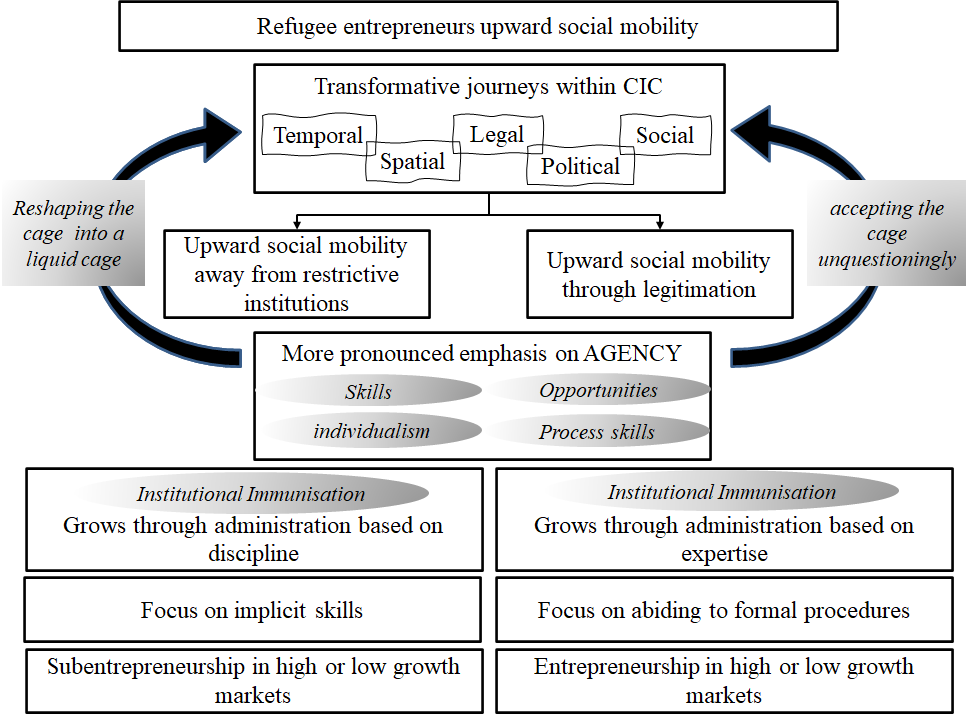 Refugee entrepreneurs upward social mobility
Transformative journeys within CIC
Temporal
Legal
Social
Spatial
Political
Reshaping the
cage into a
liquid cage
accepting the
cage
unquestioningly
Upward social mobility
away from restrictive
institutions
Upward social mobility
through legitimation
More pronounced emphasis on AGENCY
Skills
Opportunities
individualism
Process skills
Institutional Immunisation
Grows through administration based on
discipline
Institutional Immunisation
Grows through administration based on
expertise
Focus on implicit skills
Focus on abiding to formal procedures
Subentrepreneurship in high or low growth
markets
Entrepreneurship in high or low growth
markets